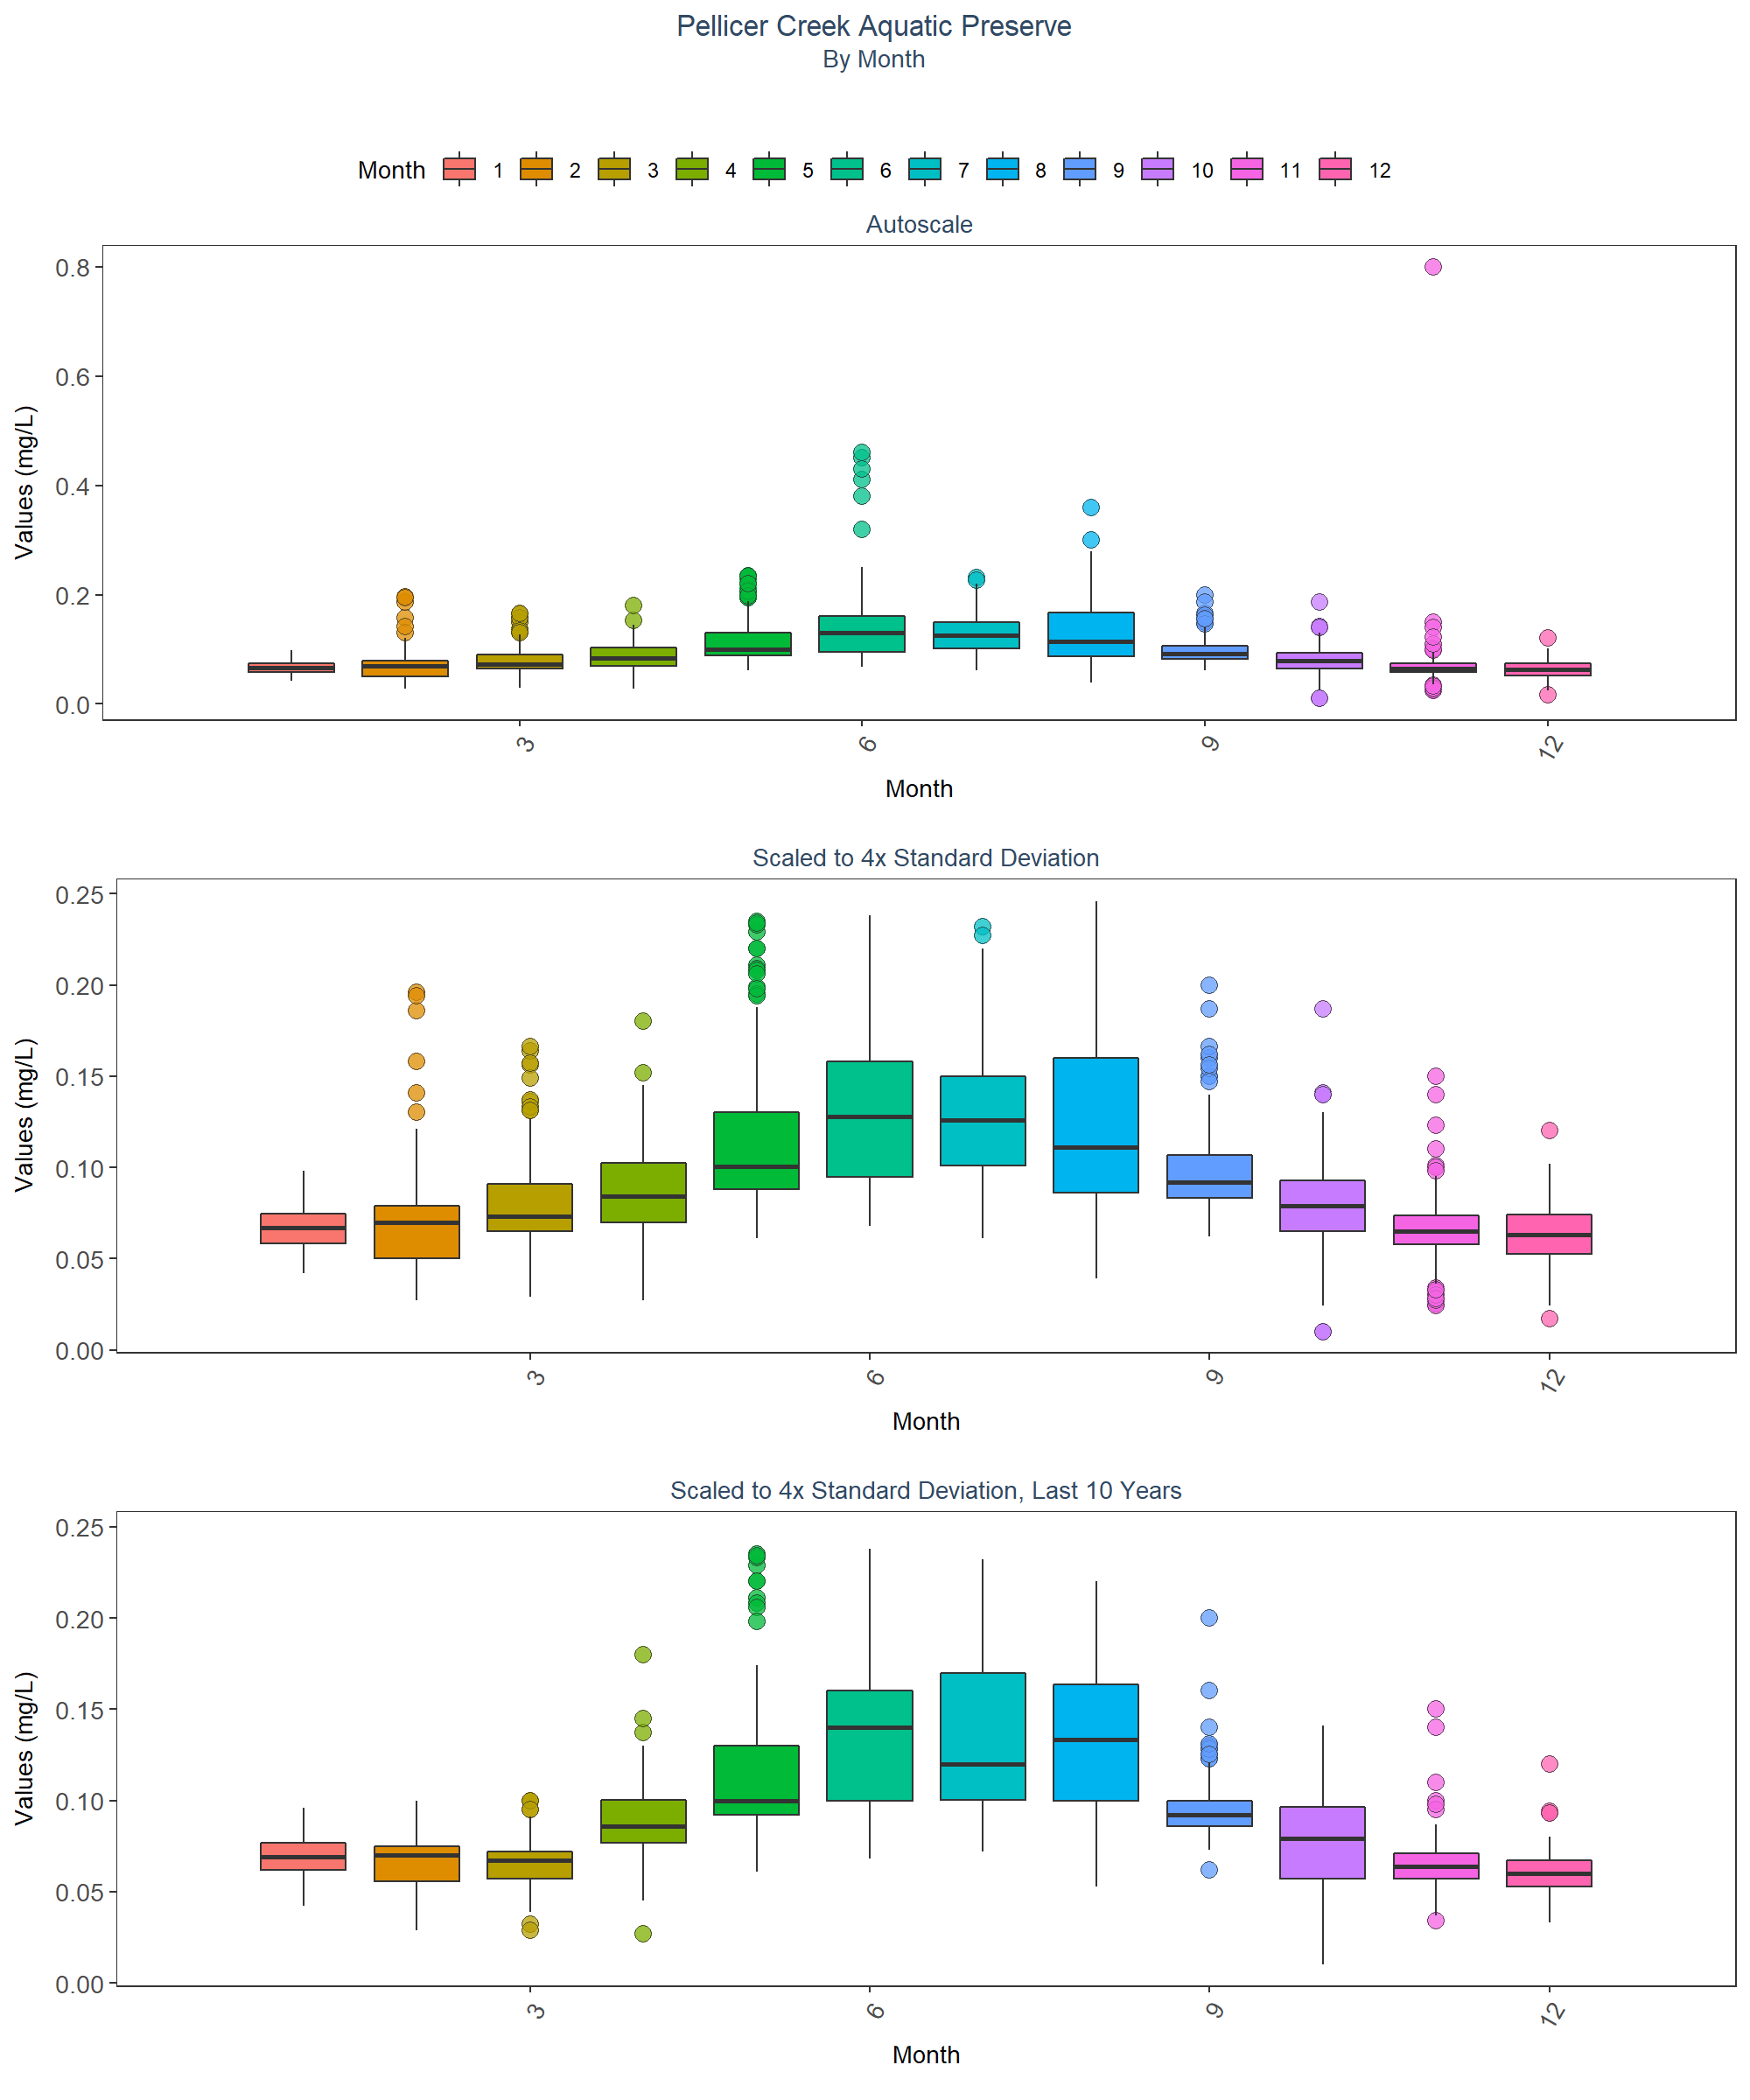 Pellicer Creek Aquatic Preserve
By Month
Month 1 2 3 4 5 6 7 8 9 10 11 12
Autoscale
Values (mg/L)
0.8
0.6
0.4
0.2
0.0
3 6 9 12
Month
Scaled to 4x Standard Deviation
Values (mg/L)
0.25
0.20
0.15
0.10
0.05
0.00
3 6 9 12
Month
Scaled to 4x Standard Deviation, Last 10 Years
Values (mg/L)
0.25
0.20
0.15
0.10
0.05
0.00
3 6 9 12
Month